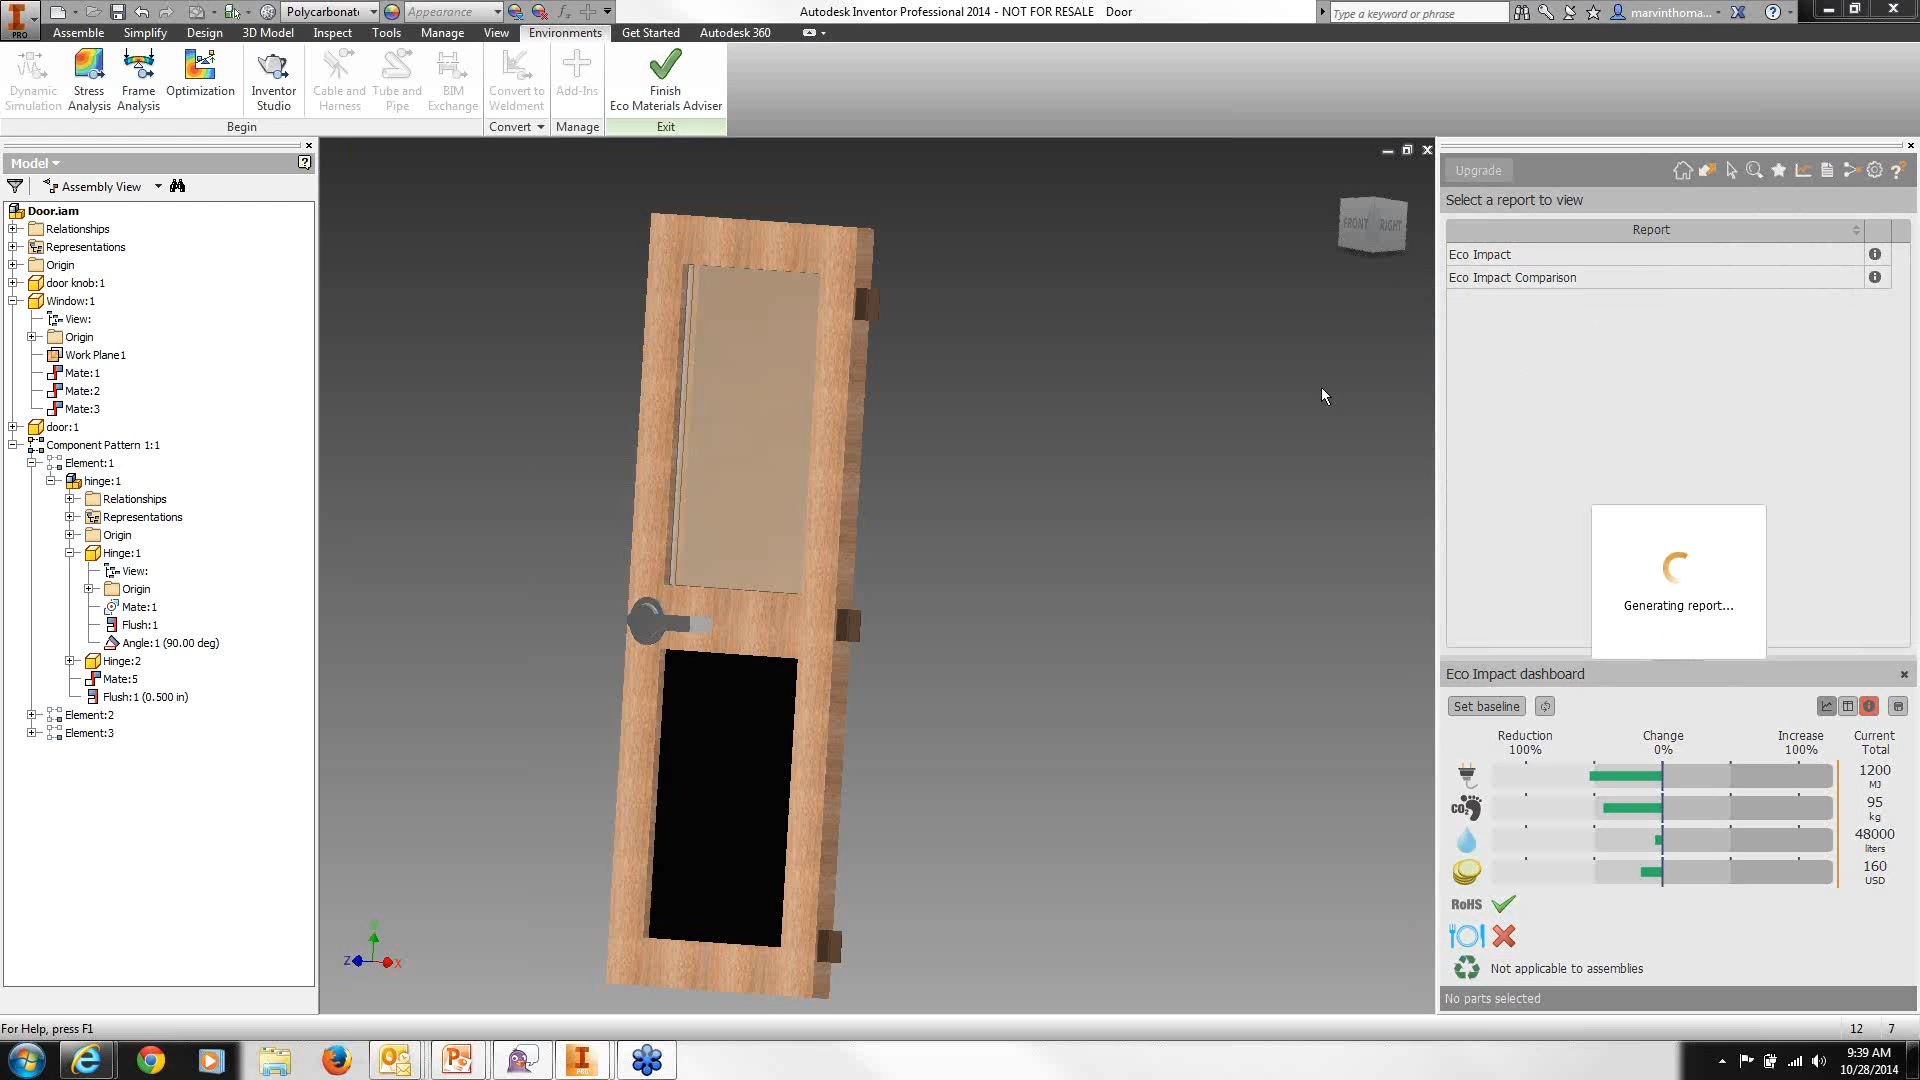 Polycarbonate
Appearance
Autodesk Inventor Professional 2014 - NOT FOR RESALE Door
Type a keyword or phrase
marvinthoma...
PRO
Assemble Simplify Design 3D Model Inspect Tools Manage View Environments Get Started Autodesk 360
Dynamic Simulation
Stress Analysis
Frame Analysis
Optimization
Inventor Studio
Cable and Harness
Tube and Pipe
BIM Exchange
Convert to Weldment
Add-Ins
Finish Eco Materials Adviser
Begin
Convert
Manage
Exit
Model
Assembly View
Door.iam
Relationships
Representations
Origin
door knob:1
Window:1
View:
Origin
Work Plane1
Mate:1
Mate:2
Mate:3
door:1
Component Pattern 1:1
Element:1
hinge:1
Relationships
Representations
Origin
Hinge:1
View:
Origin
Mate:1
Flush:1
Angle:1 (90.00 deg)
Hinge:2
Mate:5
Flush:1 (0.500 in)
Element:2
Element:3
FRONT RIGHT
Y
Z
X
Upgrade
Select a report to view
Report
Eco Impact
Eco Impact Comparison
Generating report...
Eco Impact dashboard
Set baseline
Reduction 100%
Change 0%
Increase 100%
Current Total
1200 MJ
CO2
95 kg
48000 liters
160 USD
RoHS
Not applicable to assemblies
No parts selected
For Help, press F1
12 7
PRO
9:39 AM
10/28/2014